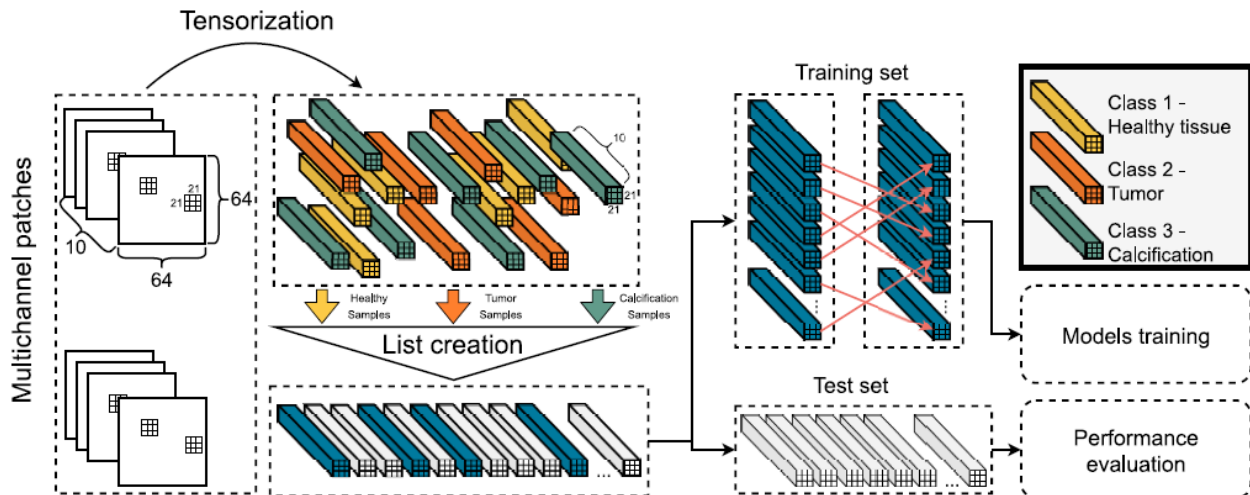 Tensorization
Multichannel patches
21
21
64
10
64
10
21
21
Healthy
Samples
Tumor
Samples
Calcification
Samples
List creation
...
Training set
...
...
Test set
...
Class 1 -
Healthy tissue
Class 2 -
Tumor
Class 3 -
Calcification
Models training
Performance
evaluation